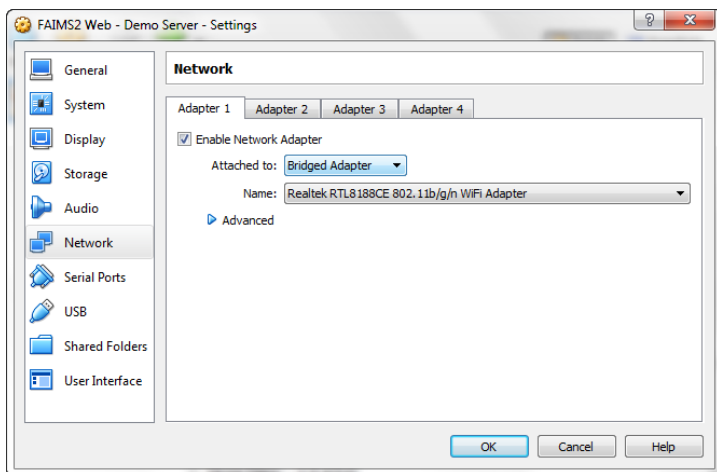 FAIMS2 Web - Demo Server - Settings
General
System
Display
Storage
Audio
Network
Serial Ports
USB
Shared Folders
User Interface
Network
Adapter 1 Adapter 2 Adapter 3 Adapter 4
Enable Network Adapter
Attached to: Bridged Adapter
Name: Realtek RTL8188CE 802.11b/g/n WiFi Adapter
Advanced
OK Cancel Help